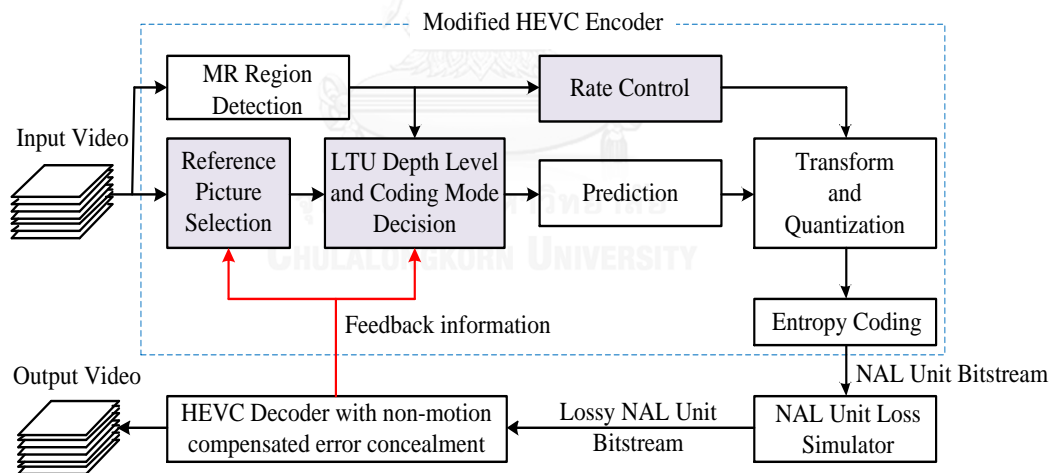 Modified HEVC Encoder
MR Region
Detection
Rate Control
Input Video
Reference
Picture
Selection
LTU Depth Level
and Coding Mode
Decision
Prediction
Transform
and
Quantization
CHULALONGKORN UNIVERSITY
Feedback information
Entropy Coding
Output Video
NAL Unit Bitstream
HEVC Decoder with non-motion
compensated error concealment
Lossy NAL Unit
Bitstream
NAL Unit Loss
Simulator